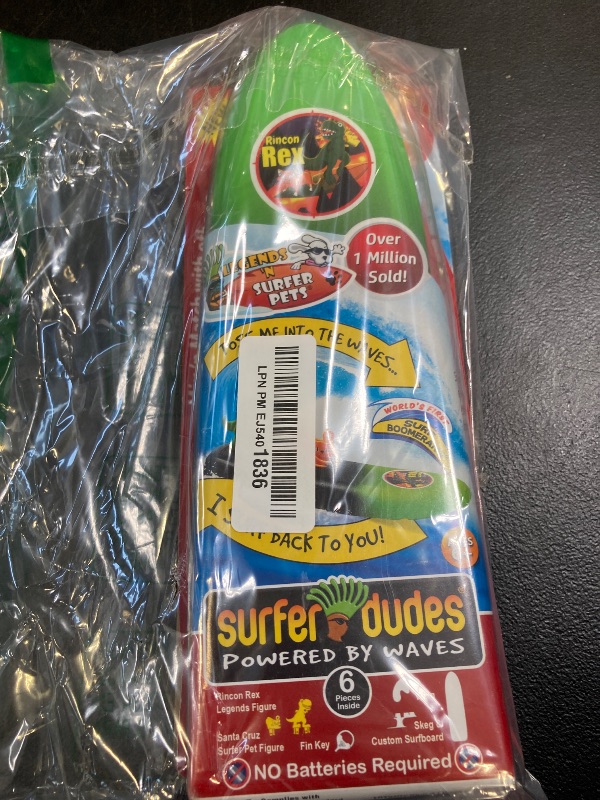 Rincon
Rex
LEGENDS
'N
SURFER
PETS
Over
1 Million
Sold!
TOSS ME INTO THE WAVES...
LPN PM EJ5401836
WORLD'S FIRST
SURF
I
BACK TO YOU!
surfer dudes
POWERED BY WAVES
6
Pieces
Inside
Rincon Rex
Legends Figure
Santa Cruz
Surfer Pet Figure
Fin Key
Skeg
Custom Surfboard
NO Batteries Required